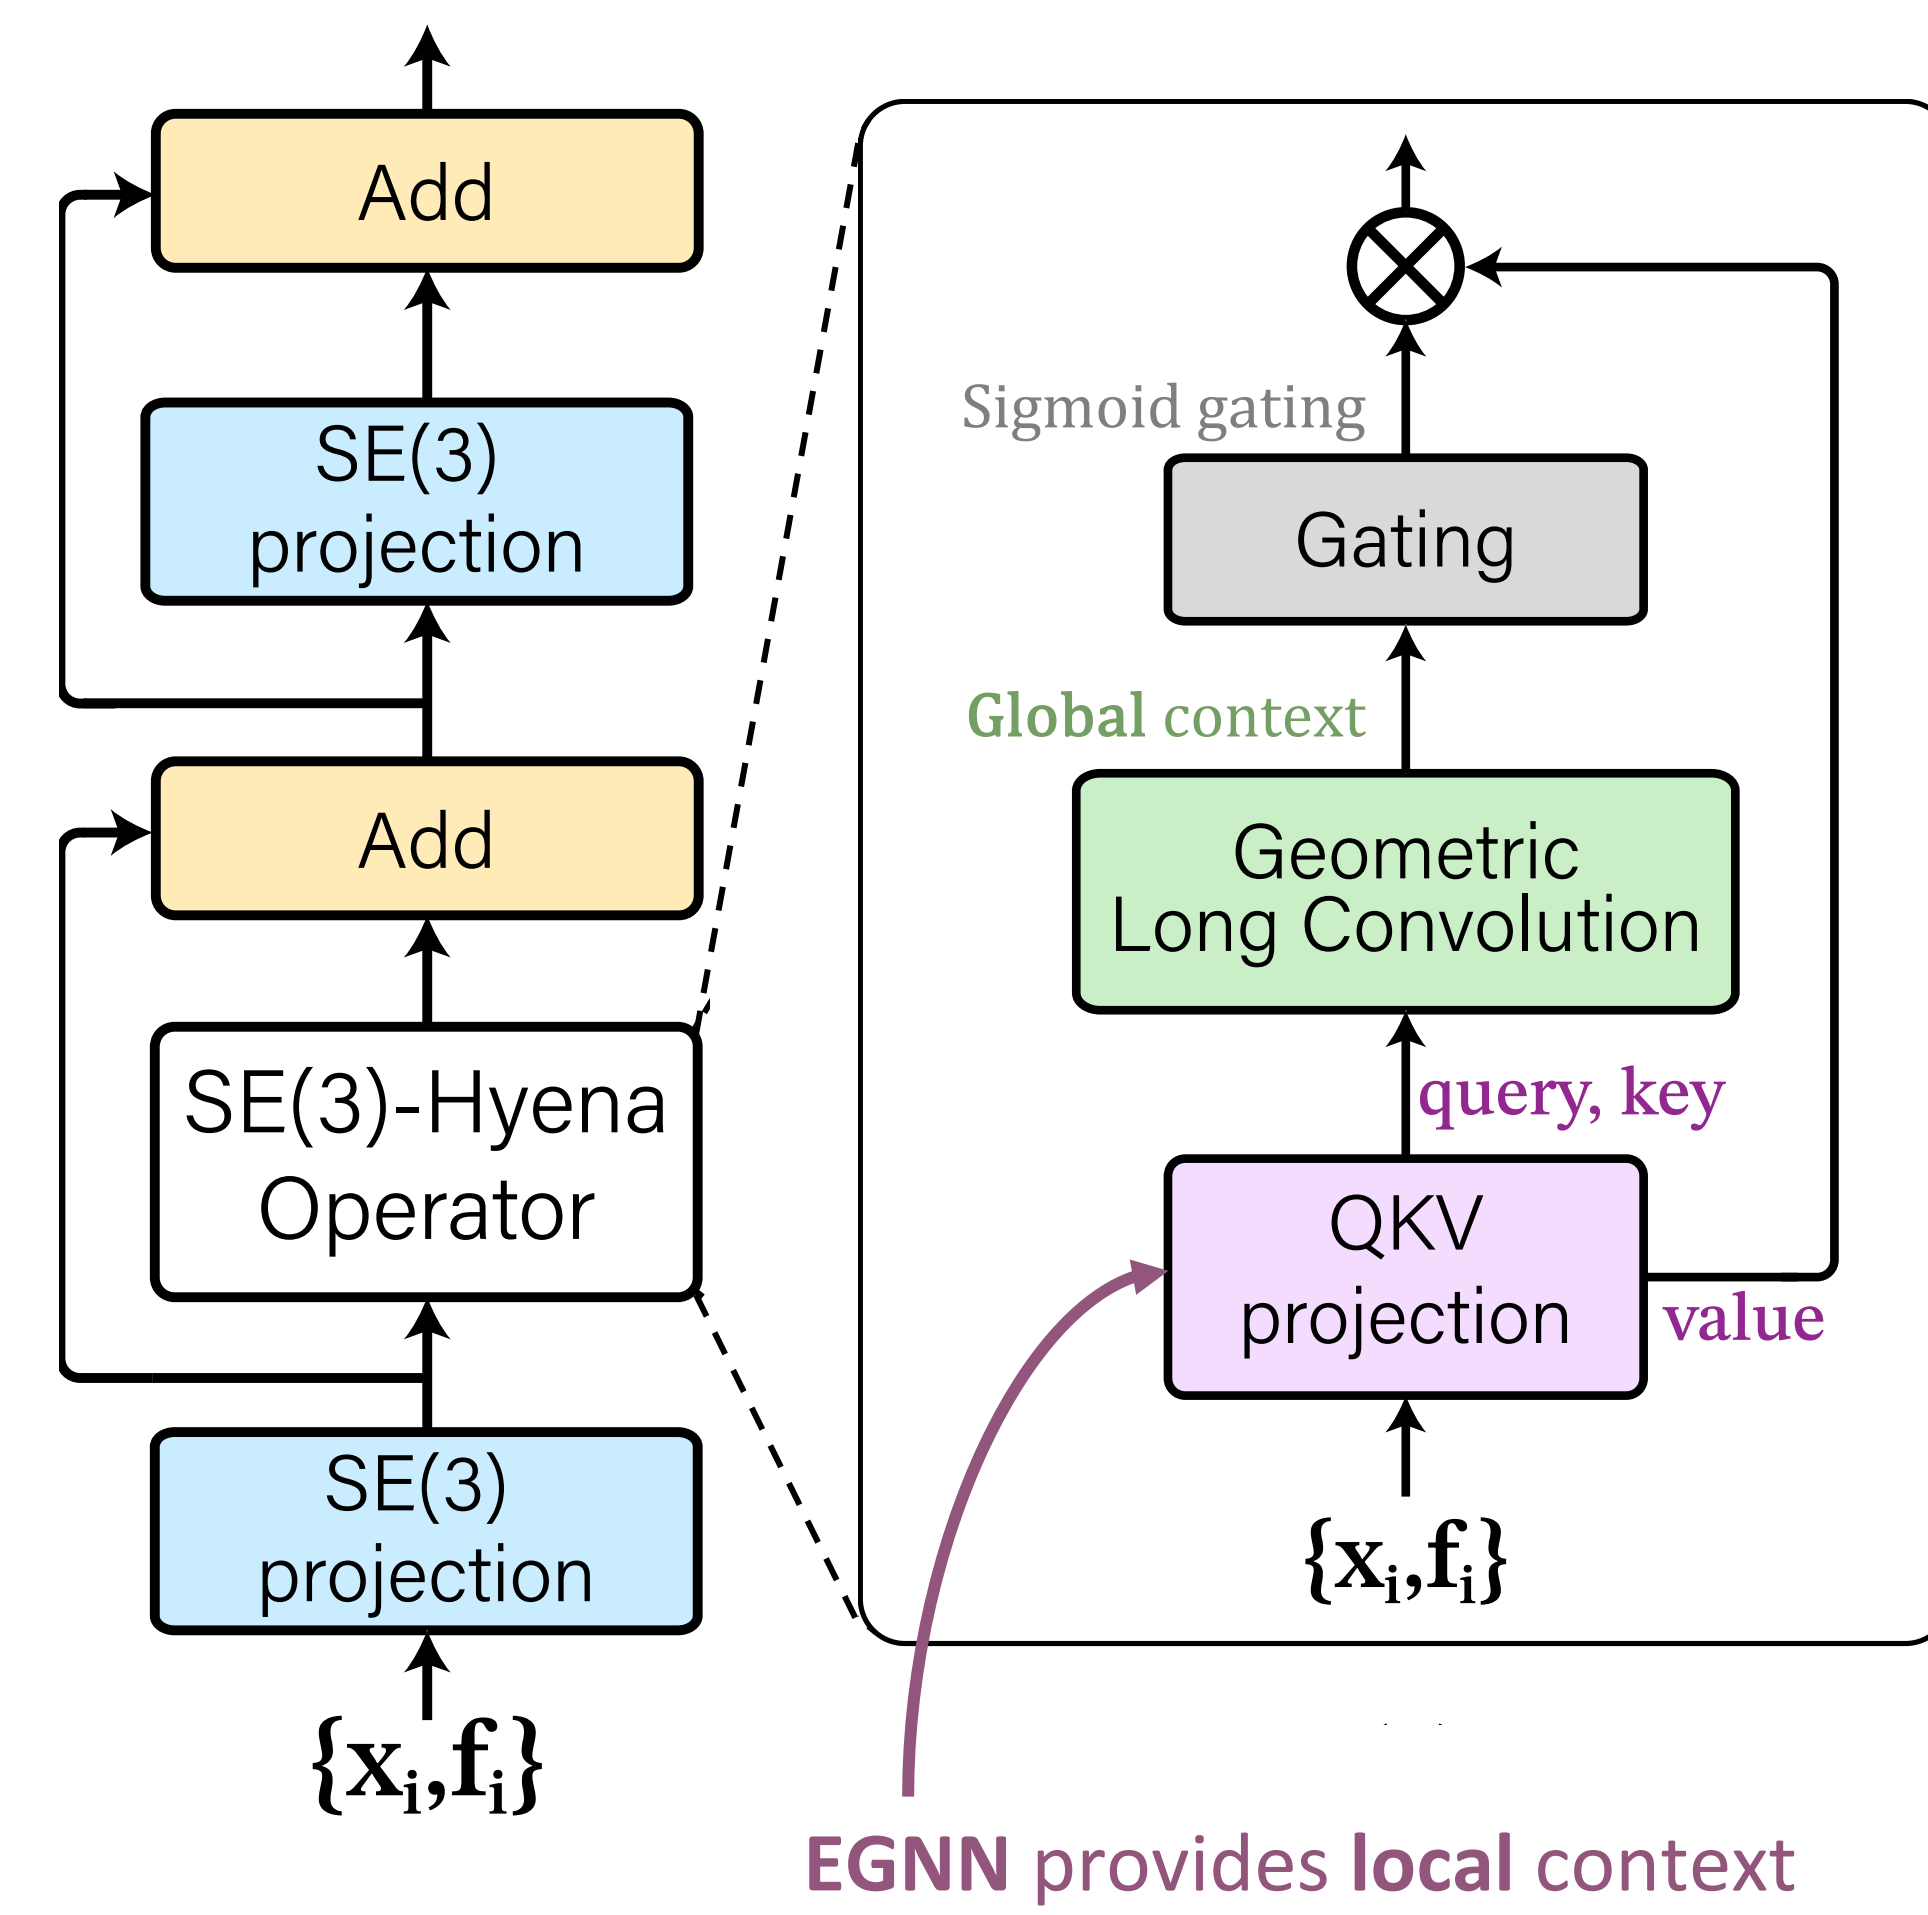 Add
SE(3)
projection
Add
SE(3)-Hyena
Operator
SE(3)
projection
{xᵢ,fᵢ}
Sigmoid gating
Gating
Global context
Geometric
Long Convolution
query, key
QKV
projection
value
{xᵢ,fᵢ}
EGNN provides local context